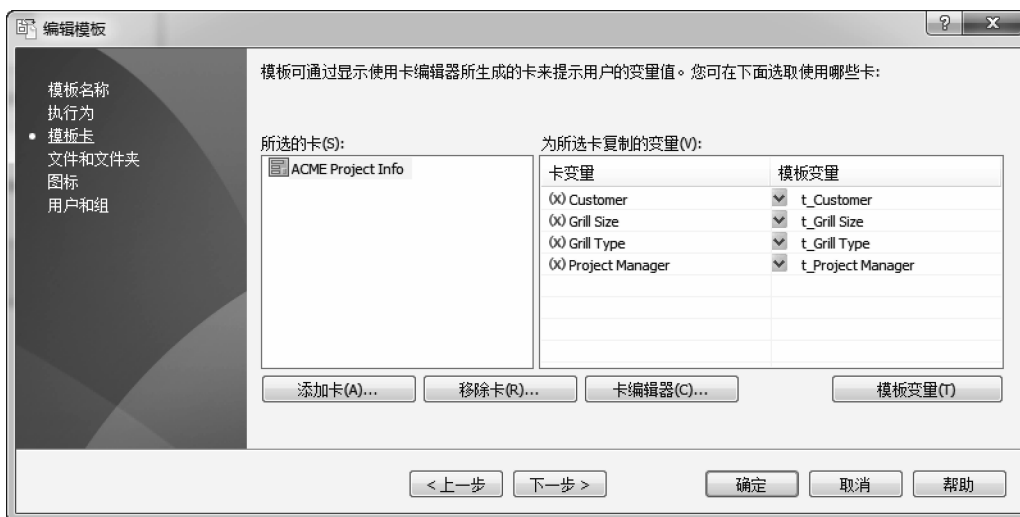 编辑模板
模板名称
执行为
模板卡
文件和文件夹
图标
用户和组
模板可通过显示使用卡编辑器所生成的卡来提示用户的变量值。您可在下面选取使用哪些卡:
所选的卡(S):
ACME Project Info
为所选卡复制的变量(V):
卡变量 模板变量
(x) Customer t_Customer
(x) Grill Size t_Grill Size
(x) Grill Type t_Grill Type
(x) Project Manager t_Project Manager
添加卡(A)... 移除卡(R)... 卡编辑器(C)... 模板变量(T)
<上一步 下一步> 确定 取消 帮助